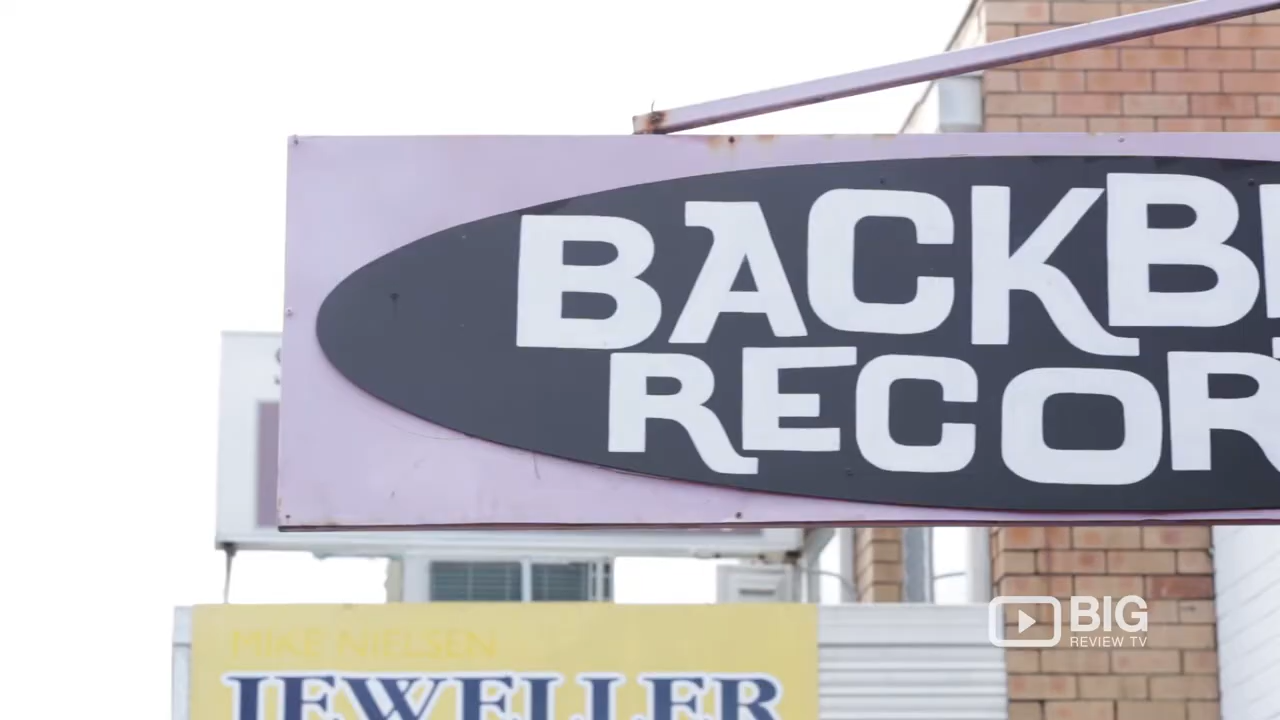 BACKB
RECOR
MIKE NIELSEN
JEWELLER
BIG
REVIEW TV